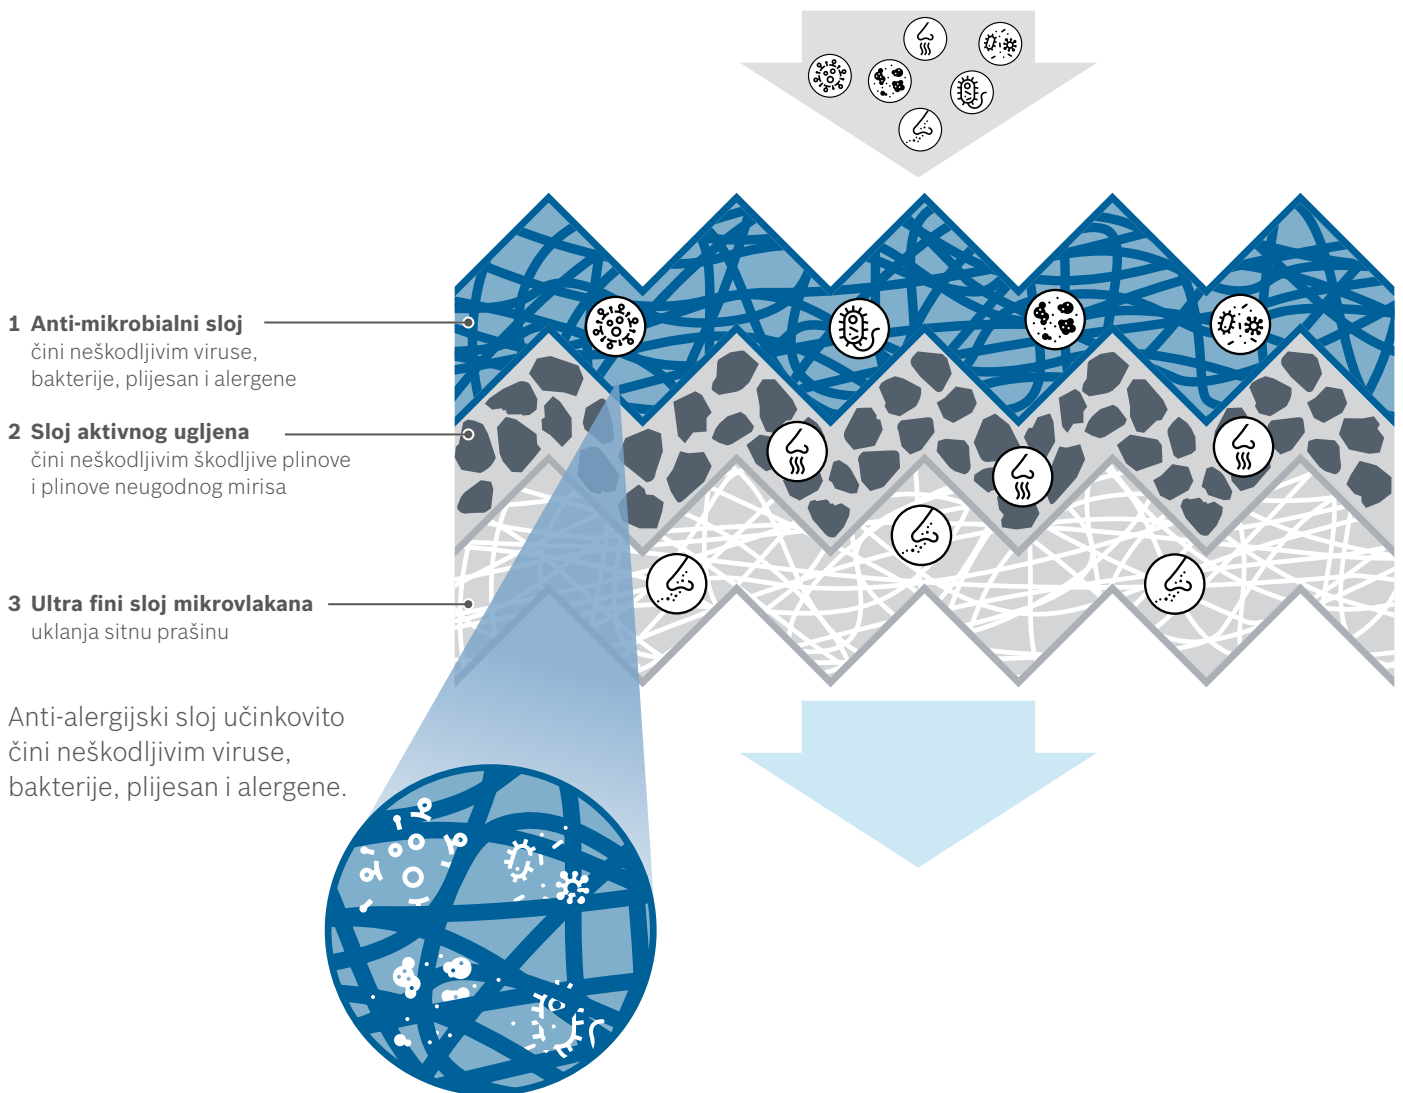 1 Anti-mikrobialni sloj
čini neškodljivim viruse,
bakterije, plijesan i alergene
2 Sloj aktivnog ugljena
čini neškodljivim škodljive plinove
i plinove neugodnog mirisa
3 Ultra fini sloj mikrovlakana
uklanja sitnu prašinu
Anti-alergijski sloj učinkovito
čini neškodljivim viruse,
bakterije, plijesan i alergene.